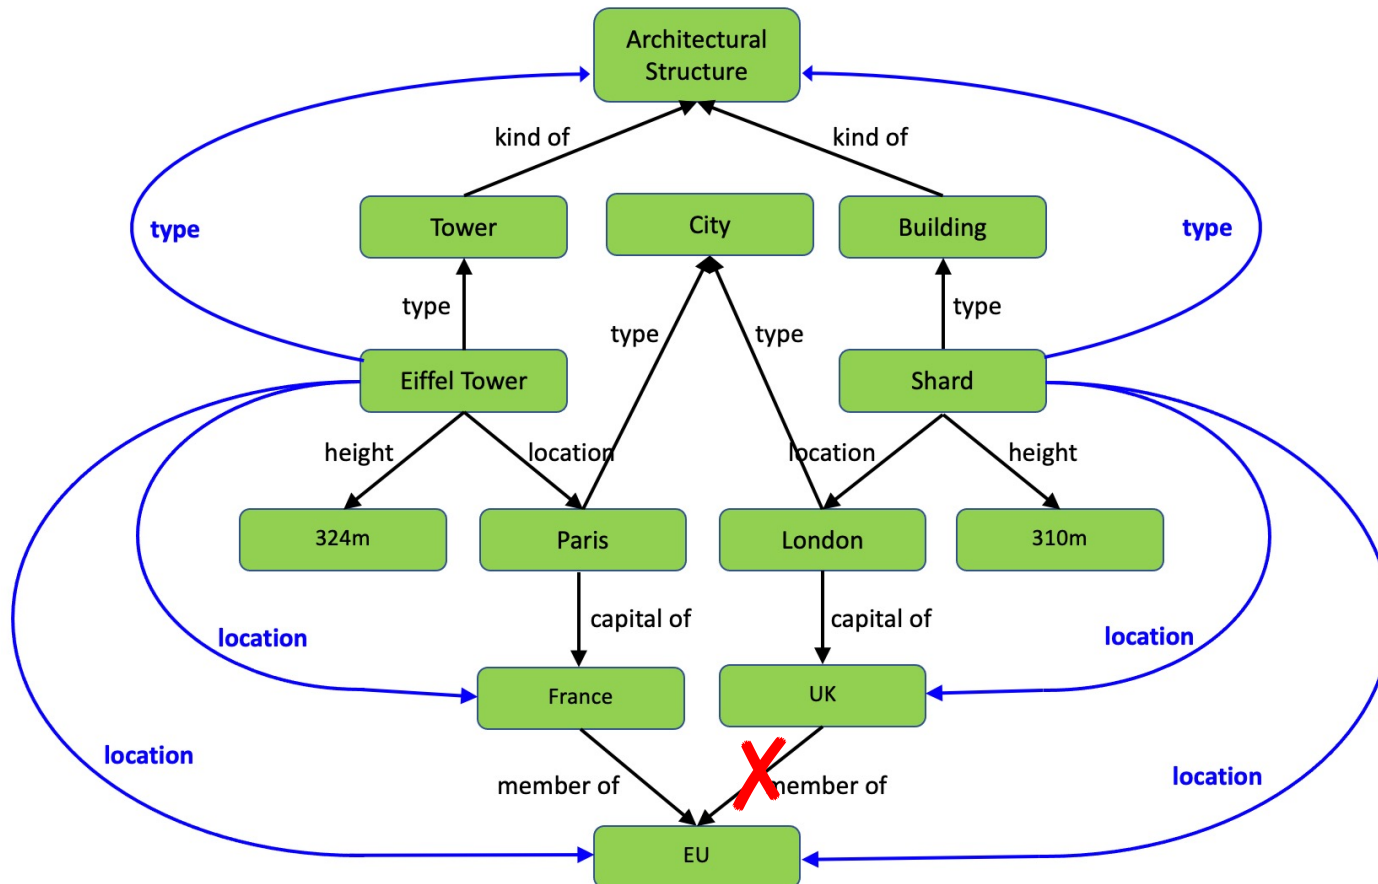 Architectural
Structure
kind of
kind of
Tower
City
Building
type
type
type
type
type
type
Eiffel Tower
Shard
height
location
location
height
324m
Paris
London
310m
capital of
capital of
location
location
France
UK
location
member of
member of
location
EU